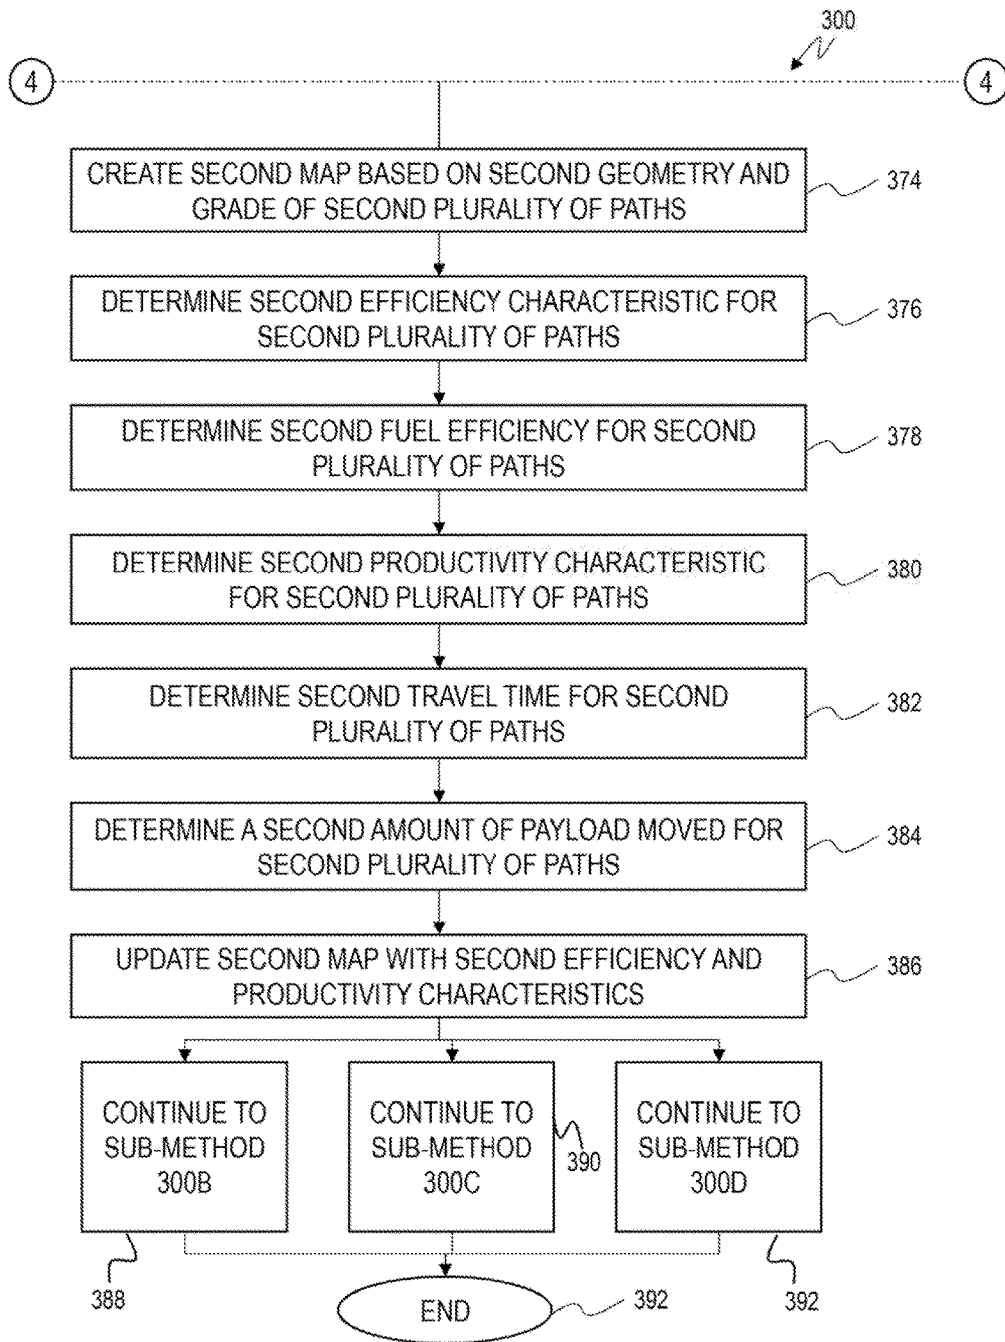 300
4
4
CREATE SECOND MAP BASED ON SECOND GEOMETRY AND
GRADE OF SECOND PLURALITY OF PATHS
374
DETERMINE SECOND EFFICIENCY CHARACTERISTIC FOR
SECOND PLURALITY OF PATHS
376
DETERMINE SECOND FUEL EFFICIENCY FOR SECOND
PLURALITY OF PATHS
378
DETERMINE SECOND PRODUCTIVITY CHARACTERISTIC
FOR SECOND PLURALITY OF PATHS
380
DETERMINE SECOND TRAVEL TIME FOR SECOND
PLURALITY OF PATHS
382
DETERMINE A SECOND AMOUNT OF PAYLOAD MOVED FOR
SECOND PLURALITY OF PATHS
384
UPDATE SECOND MAP WITH SECOND EFFICIENCY AND
PRODUCTIVITY CHARACTERISTICS
386
CONTINUE TO
SUB-METHOD
300B
388
CONTINUE TO
SUB-METHOD
300C
390
CONTINUE TO
SUB-METHOD
300D
392
END
392